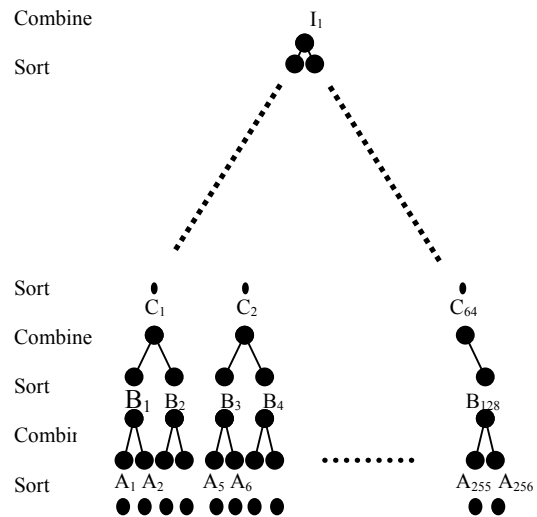 Combine
I1
Sort
Sort
C1 C2 C64
Combine
Sort
B1 B2 B3 B4 B128
Combin
A1 A2 A5 A6 A255 A256
Sort